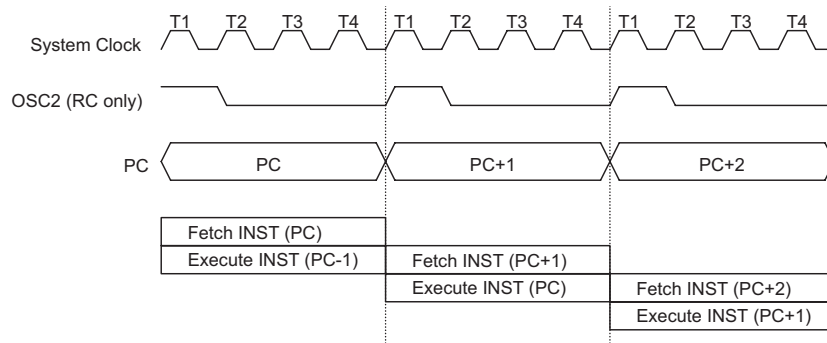 T1 T2 T3 T4 T1 T2 T3 T4 T1 T2 T3 T4
System Clock
OSC2 (RC only)
PC PC PC+1 PC+2
Fetch INST (PC)
Execute INST (PC-1) Fetch INST (PC+1)
Execute INST (PC) Fetch INST (PC+2)
Execute INST (PC+1)